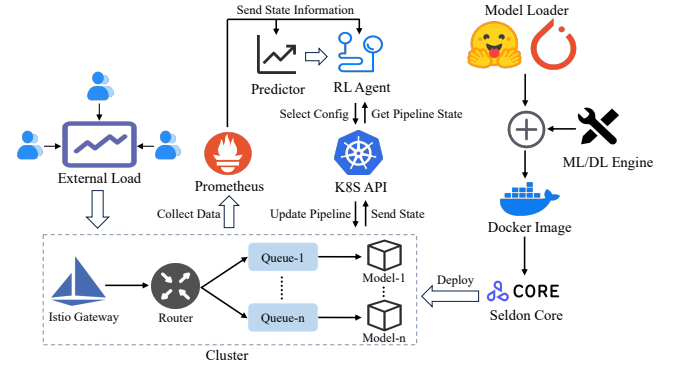 Send State Information
Model Loader
Predictor
RL Agent
Select Config
Get Pipeline State
External Load
Prometheus
K8S API
ML/DL Engine
Docker Image
Collect Data
Update Pipeline
Send State
Queue-1
Model-1
Istio Gateway
Router
Queue-n
Model-n
Deploy
CORE
Seldon Core
Cluster